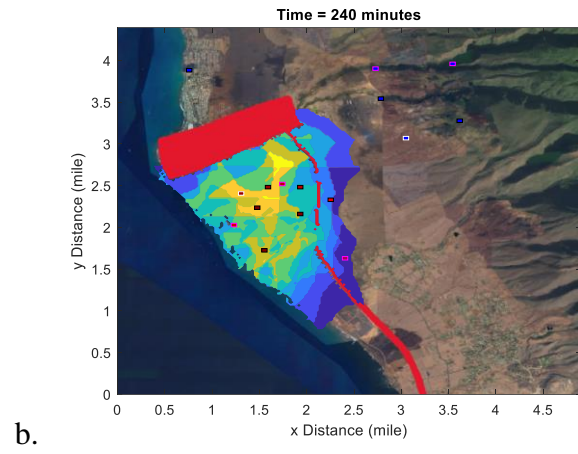 Time = 240 minutes
4
3.5
3
2.5
2
1.5
1
0.5
0
y Distance (mile)
0 0.5 1 1.5 2 2.5 3 3.5 4 4.5
x Distance (mile)
b.